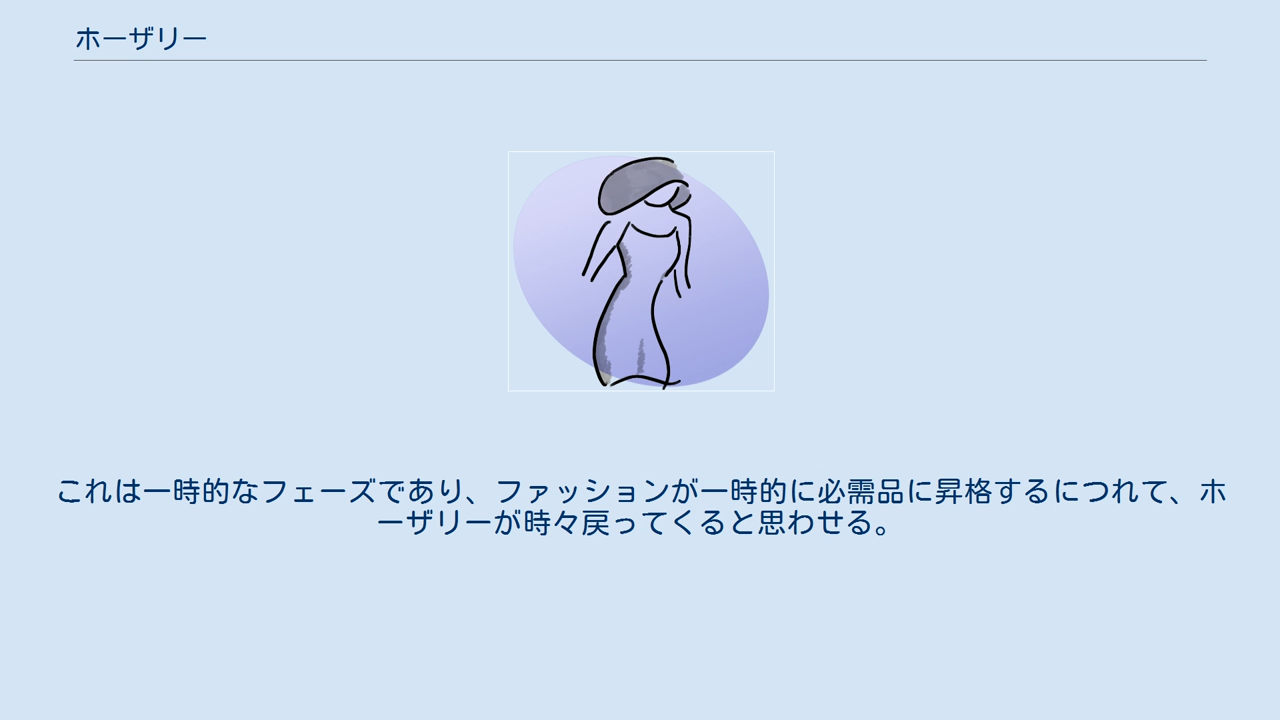 ホーザリー
これは一時的なフェーズであり、ファッションが一時的に必需品に昇格するにつれて、ホ
ーザリーが時々戻ってくると思わせる。